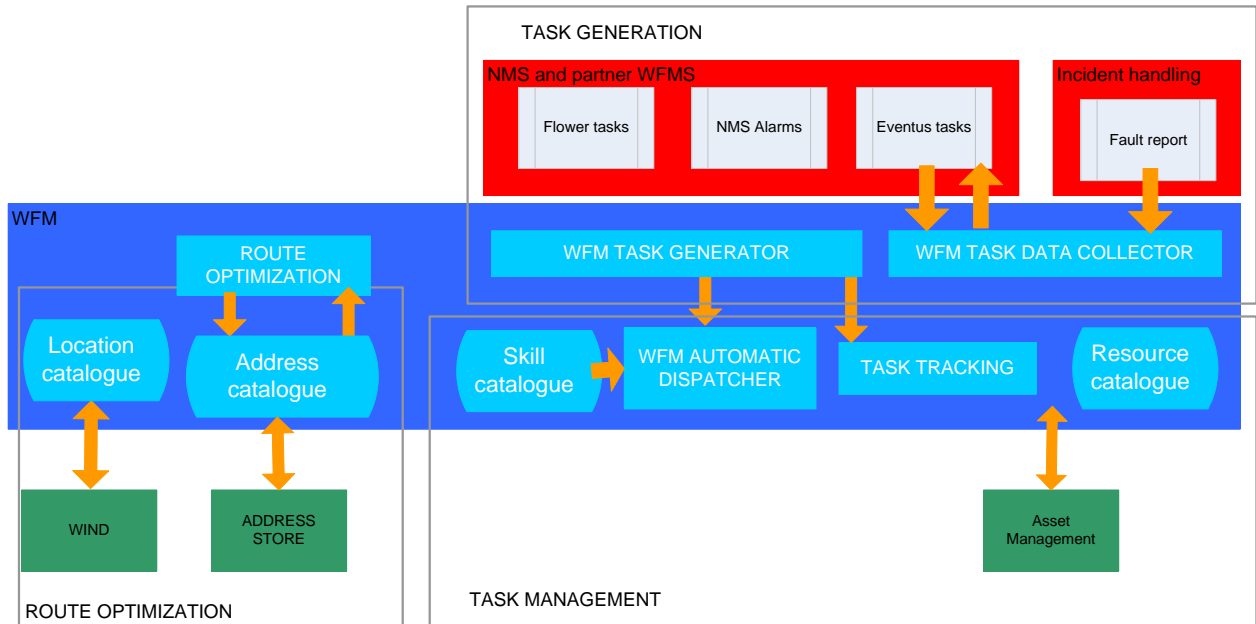 TASK GENERATION
NMS and partner WFMS
Incident handling
Flower tasks
NMS Alarms
Eventus tasks
Fault report
WFM
ROUTE
OPTIMIZATION
WFM TASK GENERATOR
WFM TASK DATA COLLECTOR
Location
catalogue
Address
catalogue
Skill
catalogue
WFM AUTOMATIC
DISPATCHER
TASK TRACKING
Resource
catalogue
WIND
ADDRESS
STORE
Asset
Management
ROUTE OPTIMIZATION
TASK MANAGEMENT